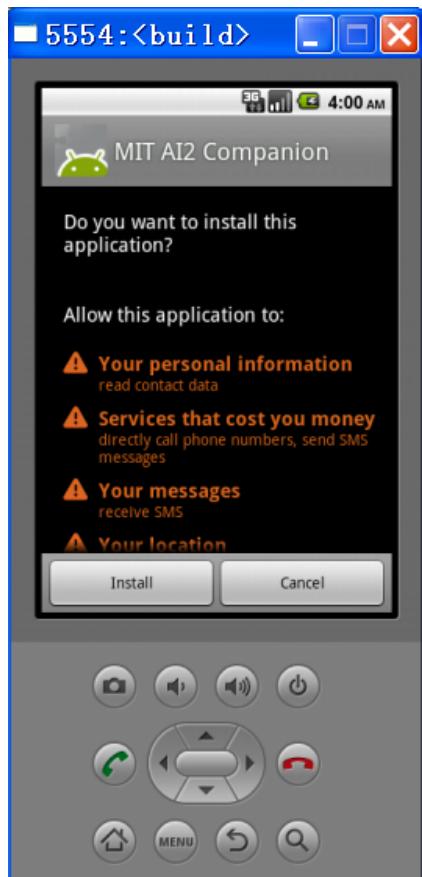 5554:<build>
3G
4:00 AM
MIT AI2 Companion
Do you want to install this
application?
Allow this application to:
Your personal information
read contact data
Services that cost you money
directly call phone numbers, send SMS
messages
Your messages
receive SMS
Your location
Install
Cancel
MENU